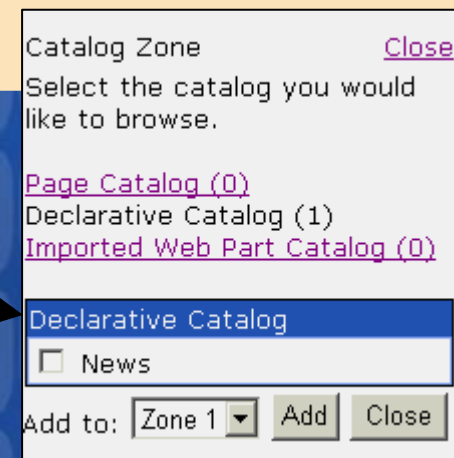 Catalog Zone Close
Select the catalog you would
like to browse.
Page Catalog (0)
Declarative Catalog (1)
Imported Web Part Catalog (0)
Declarative Catalog
News
Add to: Zone 1 Add Close